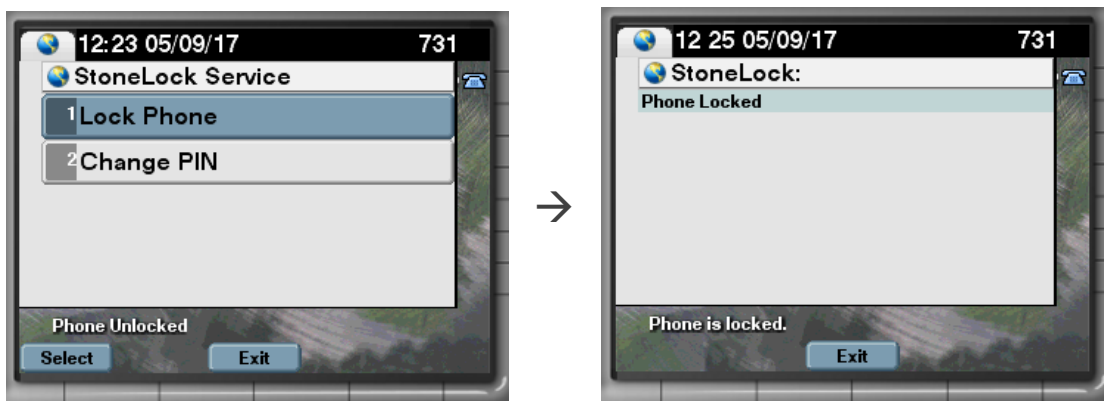 12:23 05/09/17 731
StoneLock Service
1 Lock Phone
2 Change PIN
Phone Unlocked
Select Exit
→
12 25 05/09/17 731
StoneLock:
Phone Locked
Phone is locked.
Exit